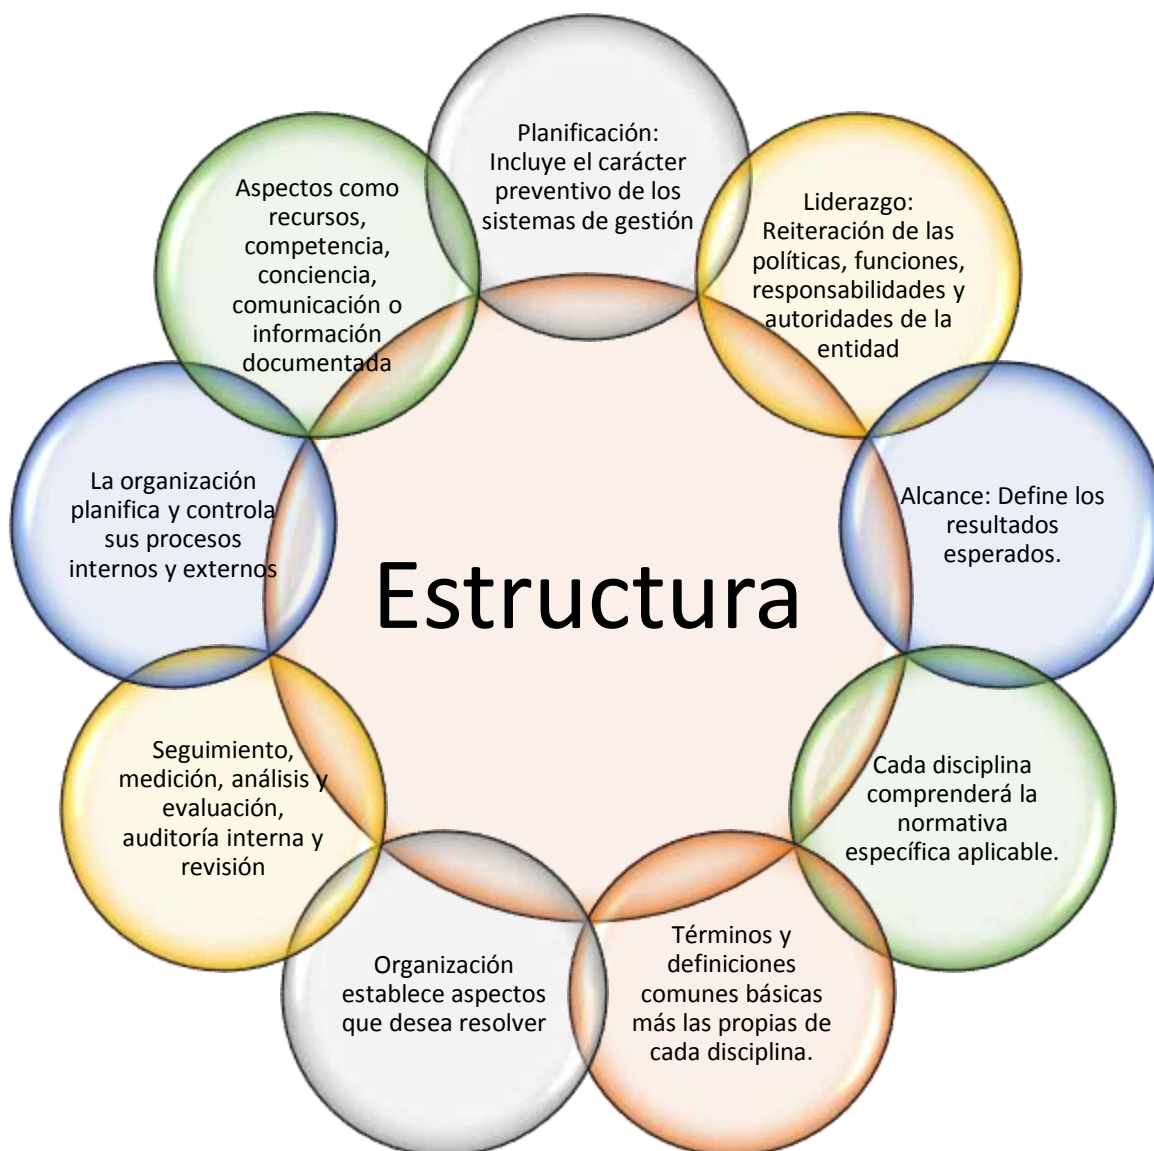 Planificación:
Incluye el carácter
preventivo de los
sistemas de gestión
Liderazgo:
Reiteración de las
políticas, funciones,
responsabilidades y
autoridades de la
entidad
Alcance: Define los
resultados
esperados.
Cada disciplina
comprenderá la
normativa
específica aplicable.
Términos y
definiciones
comunes básicas
más las propias de
cada disciplina.
Organización
establece aspectos
que desea resolver
Seguimiento,
medición, análisis y
evaluación,
auditoría interna y
revisión
La organización
planifica y controla
sus procesos
internos y externos
Aspectos como
recursos,
competencia,
conciencia,
comunicación o
información
documentada
Estructura